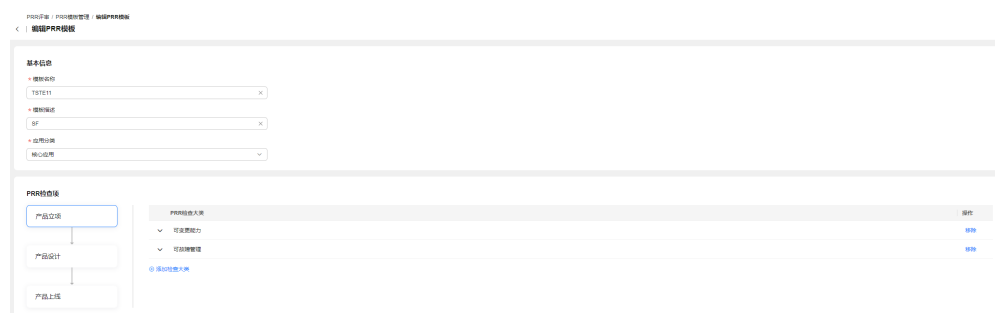 PRR评审 / PRR模板管理 / 编辑PRR模板
编辑PRR模板
基本信息
* 模板名称
TSTE11
* 模板描述
SF
* 应用分类
核心应用
PRR检查项
产品立项
产品设计
产品上线
PRR检查大类 操作
可变更能力 移除
可故障管理 移除
添加检查大类